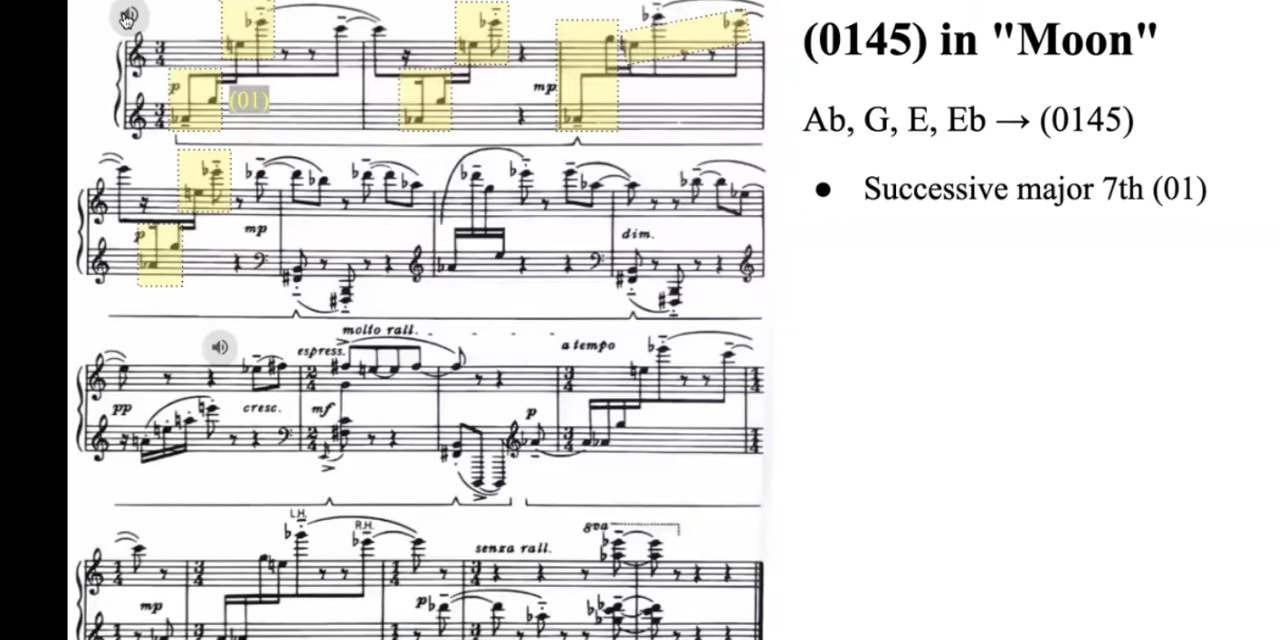 (0145) in "Moon"
Ab, G, E, Eb → (0145)
● Successive major 7th (01)
p
(01)
mp
p
mp
dim.
molto rall.
espress.
a tempo
pp
cresc.
mf
p
L.H.
R.H.
8va
senza rall.
mp
p